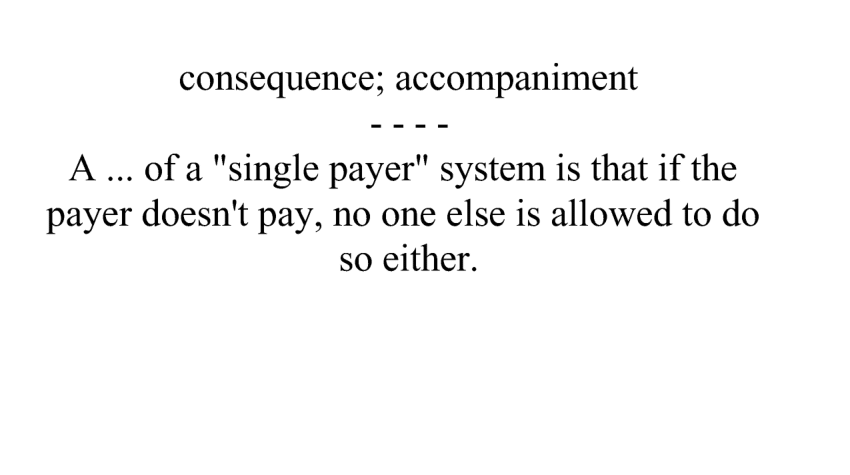 consequence; accompaniment
- - - -
A ... of a "single payer" system is that if the
payer doesn't pay, no one else is allowed to do
so either.